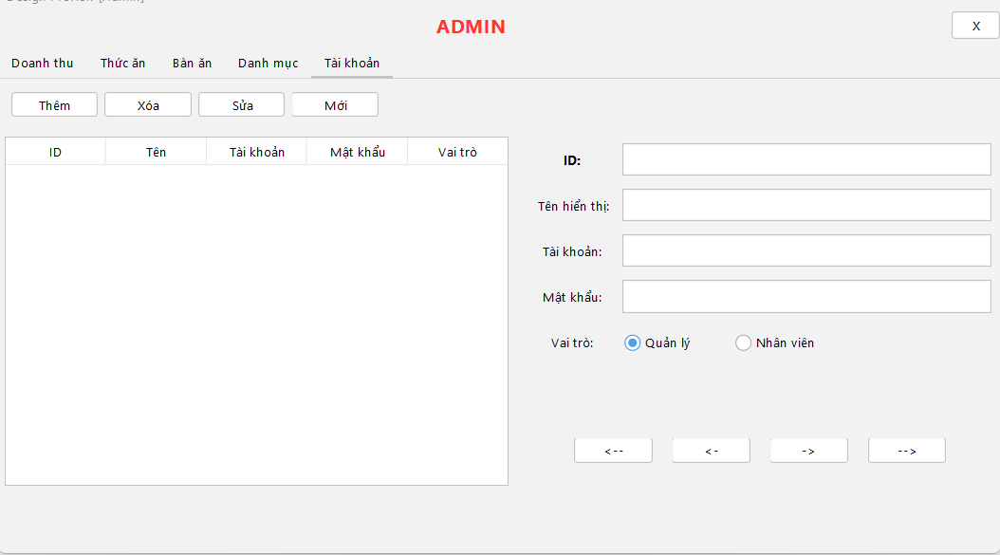 ADMIN
X
Doanh thu Thức ăn Bàn ăn Danh mục Tài khoản
Thêm Xóa Sửa Mới
ID Tên Tài khoản Mật khẩu Vai trò
ID:
Tên hiển thị:
Tài khoản:
Mật khẩu:
Vai trò: Quản lý Nhân viên
<-- <- -> -->